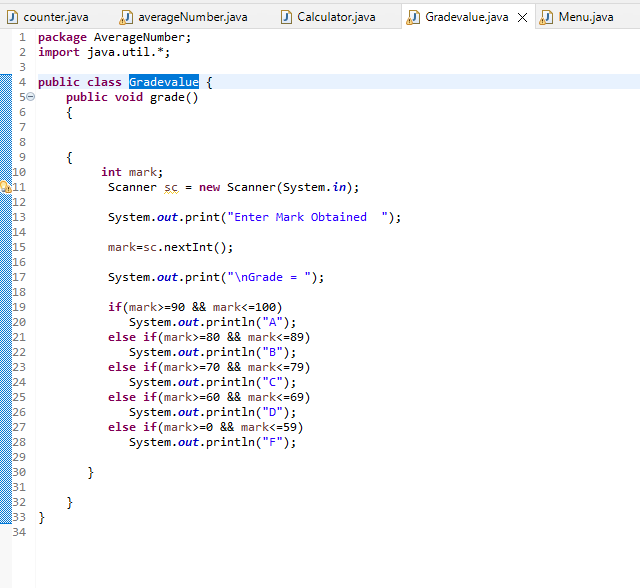 counter.java averageNumber.java Calculator.java Gradevalue.java Menu.java
1 package AverageNumber;
2 import java.util.*;
3
4 public class Gradevalue {
5 public void grade()
6 {
7
8
9 {
10 int mark;
11 Scanner sc = new Scanner(System.in);
12
13 System.out.print("Enter Mark Obtained  ");
14
15 mark=sc.nextInt();
16
17 System.out.print("\nGrade = ");
18
19 if(mark>=90 && mark<=100)
20 System.out.println("A");
21 else if(mark>=80 && mark<=89)
22 System.out.println("B");
23 else if(mark>=70 && mark<=79)
24 System.out.println("C");
25 else if(mark>=60 && mark<=69)
26 System.out.println("D");
27 else if(mark>=0 && mark<=59)
28 System.out.println("F");
29
30 }
31
32 }
33 }
34